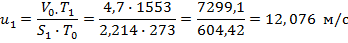 u₁ = V₀.T₁ / S₁ · T₀ = 4,7 · 1553 / 2,214 · 273 = 7299,1 / 604,42 = 12,076 м/с